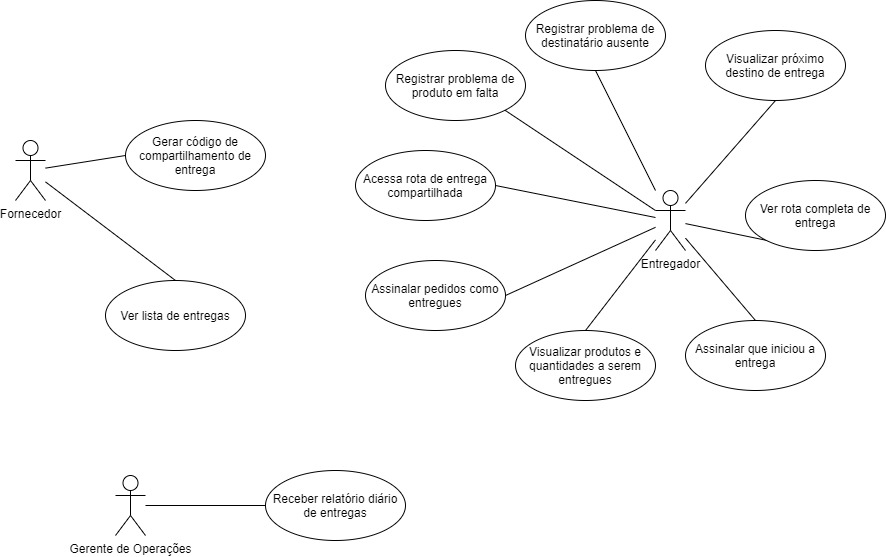 Registrar problema de
destinatário ausente
Visualizar próximo
destino de entrega
Registrar problema de
produto em falta
Gerar código de
compartilhamento de
entrega
Fornecedor
Acessa rota de entrega
compartilhada
Ver rota completa de
entrega
Entregador
Assinalar pedidos como
entregues
Ver lista de entregas
Visualizar produtos e
quantidades a serem
entregues
Assinalar que iniciou a
entrega
Receber relatório diário
de entregas
Gerente de Operações